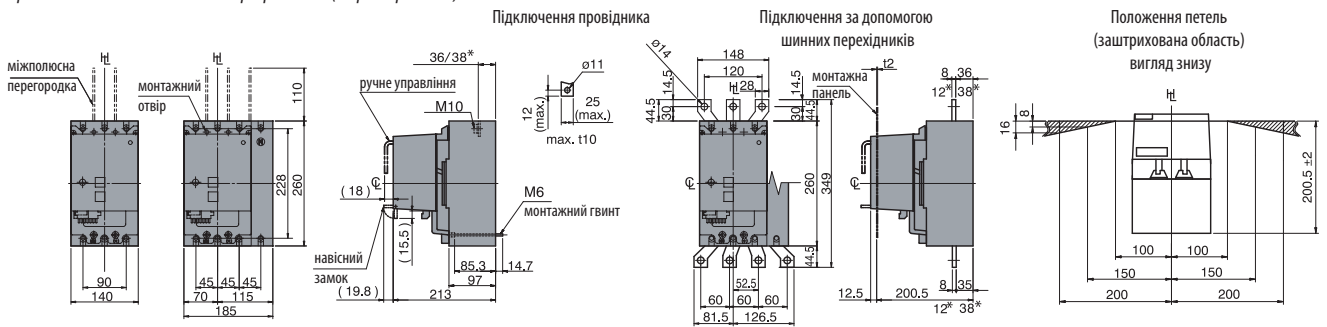 Підключення провідника
Підключення за допомогою
шинних перехідників
Положення петель
(заштрихована область)
вигляд знизу
міжполюсна
перегородка
монтажний
отвір
110
228
260
90
140
45
45
45
70
115
185
36/38*
ручне управління
M10
ø11
12
(max.)
25
(max.)
max. t10
(18)
M6
монтажний гвинт
(15.5)
навісний
замок
85.3
14.7
97
(19.8)
213
ø14
148
120
28
44.5
14.5
30
14.5
30
44.5
260
349
44.5
52.5
60
60
60
81.5
126.5
t2
монтажна
панель
8
36
12*
38*
12.5
200.5
8
35
12*
38*
16
8
200.5 ±2
100
100
150
150
200
200